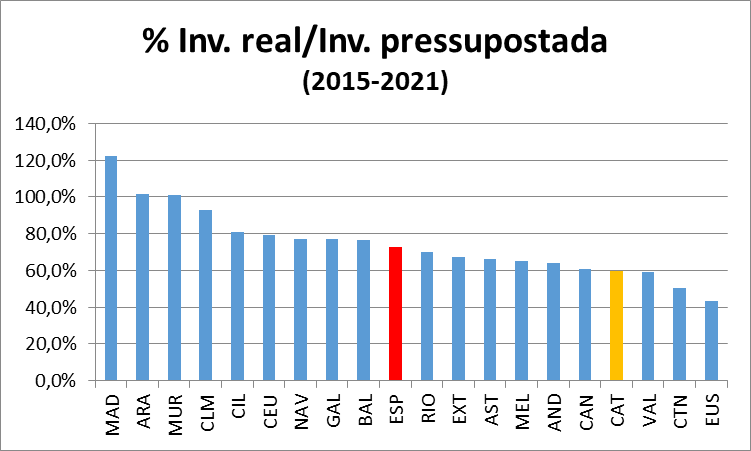 % Inv. real/Inv. pressupostada
(2015-2021)
140,0%
120,0%
100,0%
80,0%
60,0%
40,0%
20,0%
0,0%
MAD
ARA
MUR
CLM
CIL
CEU
NAV
GAL
BAL
ESP
RIO
EXT
AST
MEL
AND
CAN
CAT
VAL
CTN
EUS